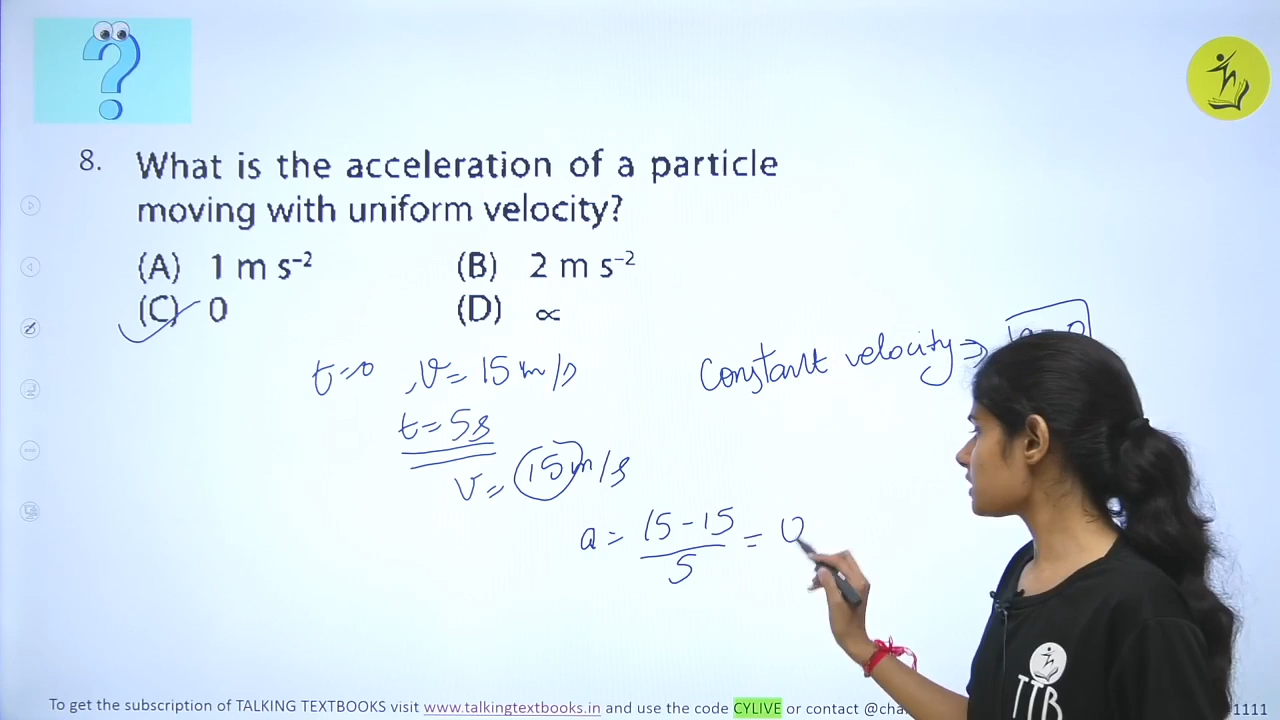 8. What is the acceleration of a particle
moving with uniform velocity?
(A) 1 m s⁻² (B) 2 m s⁻²
(C) 0 (D) ∝
t=0 , v= 15 m/s
Constant velocity ⇒
t= 5s
v= 15 m/s
a = 15 - 15 / 5 = 0
TTB
To get the subscription of TALKING TEXTBOOKS visit www.talkingtextbooks.in and use the code CYLIVE or contact 1111